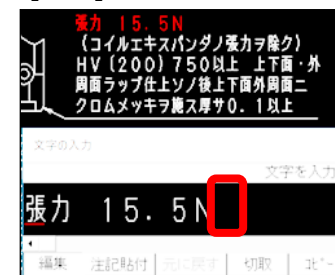 張力 15.5N
(コイルエキスパンダノ張力ヲ除ク)
HV(200)750以上 上下面・外
周面ラップ仕上ソノ後上下面外周面ニ
クロムメッキヲ施ス厚サ0.1以上
文字の入力
文字を入力
張力 15.5N
編集 注記貼付 元に戻す 切取 ｺﾋﾟｰ